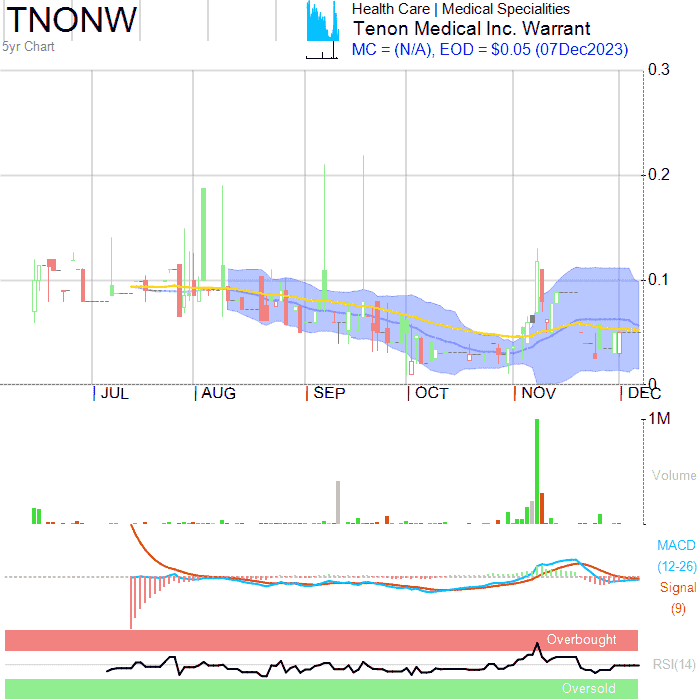 TNONW
5yr Chart
Health Care | Medical Specialities
Tenon Medical Inc. Warrant
MC = (N/A), EOD = $0.05 (07Dec2023)
0.3
0.2
0.1
0
JUL
AUG
SEP
OCT
NOV
DEC
1M
Volume
MACD
(12-26)
Signal
(9)
Overbought
RSI(14)
Oversold